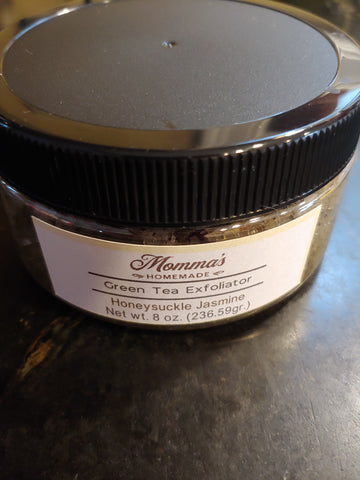 Momma's
HOMEMADE
Green Tea Exfoliator
Honeysuckle Jasmine
Net wt. 8 oz. (236.59gr.)